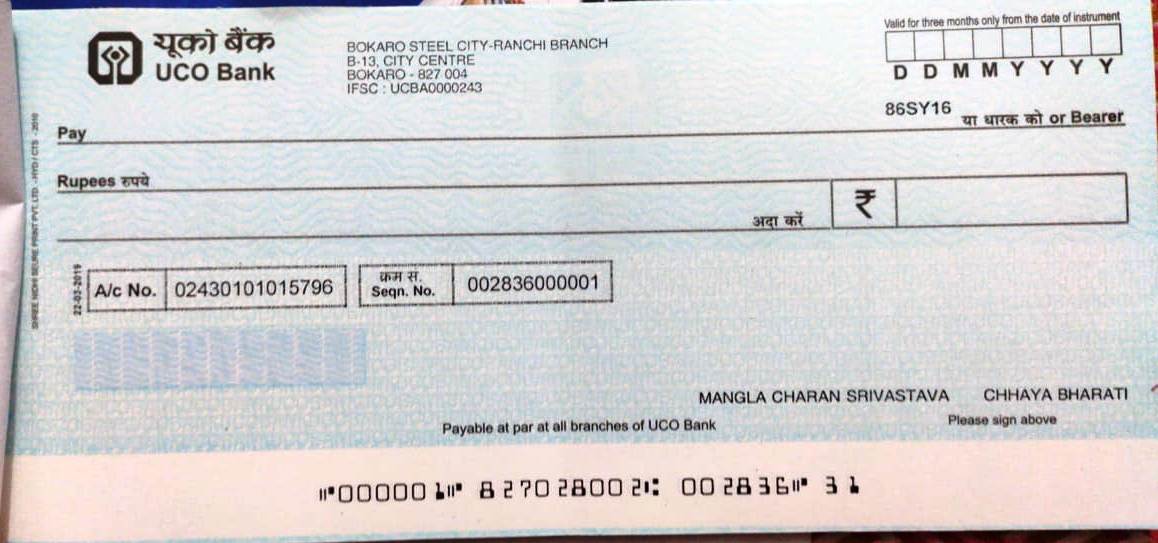 यूको बैंक
UCO Bank
BOKARO STEEL CITY-RANCHI BRANCH
B-13, CITY CENTRE
BOKARO - 827 004
IFSC : UCBA0000243
Valid for three months only from the date of instrument
D D M M Y Y Y Y
86SY16
Pay
या धारक को or Bearer
Rupees रुपये
अदा करें
₹
22-02-2019
A/c No. 02430101015796
क्रम सं.
Seqn. No. 002836000001
MANGLA CHARAN SRIVASTAVA CHHAYA BHARATI
Payable at par at all branches of UCO Bank
Please sign above
⑈000001⑈ 827028002⑆ 002836⑈ 31